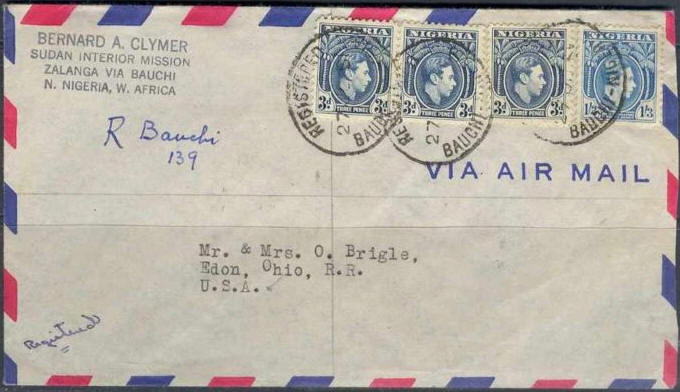 BERNARD A. CLYMER
SUDAN INTERIOR MISSION
ZALANGA VIA BAUCHI
N. NIGERIA, W. AFRICA
R Bauchi
139
NIGERIA
3d THREE PENCE 3d
NIGERIA
3d THREE PENCE 3d
NIGERIA
3d THREE PENCE 3d
NIGERIA
1/3
REGISTERED
27
BAUCHI
REGISTERED
27
BAUCHI
BAUCHI-NIG
VIA AIR MAIL
Mr. & Mrs. O. Brigle,
Edon, Ohio, R.R.
U.S.A.
Registered